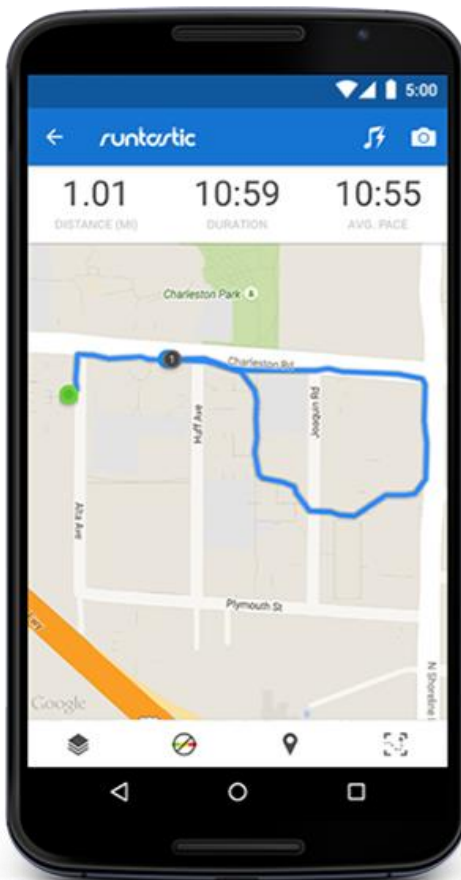 5:00
runtastic
1.01 10:59 10:55
DISTANCE (MI) DURATION AVG. PACE
Charleston Park
1
Charleston Rd
Huff Ave
Joaquin Rd
Alta Ave
Plymouth St
N Shoreline
Google